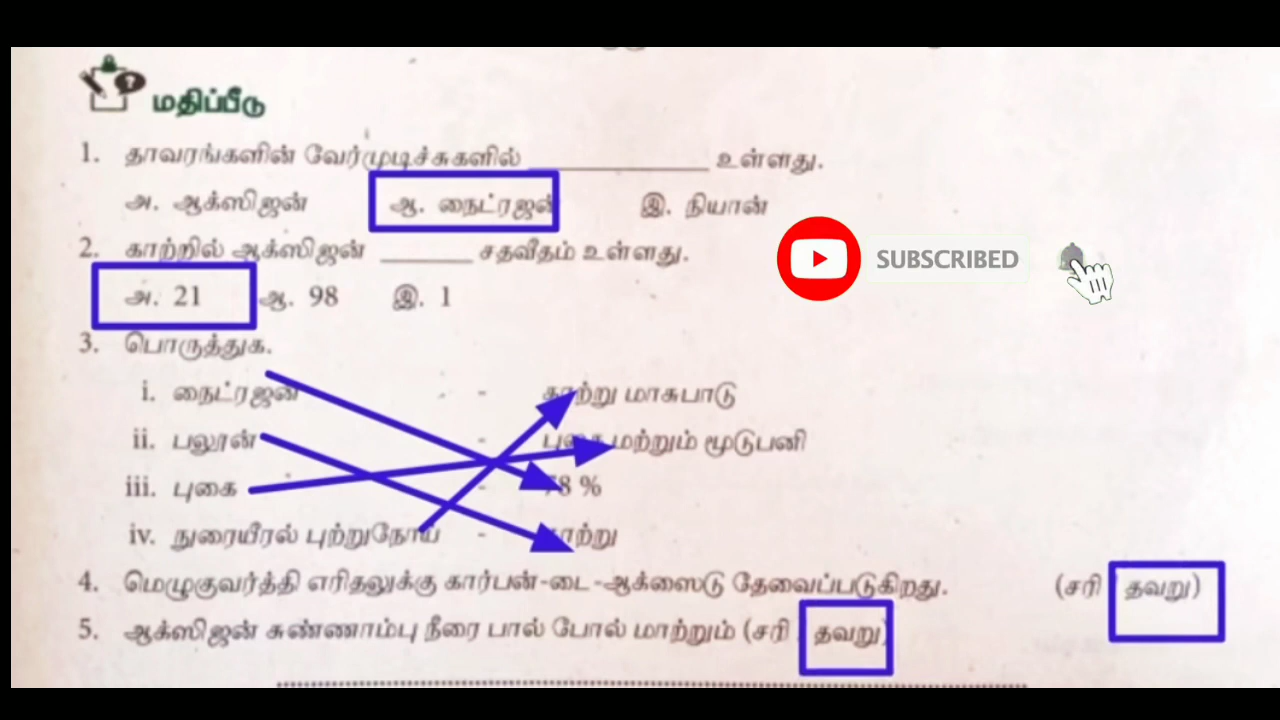 மதிப்பீடு
1. தாவரங்களின் வேர்முடிச்சுகளில் ____________ உள்ளது.
அ. ஆக்ஸிஜன் ஆ. நைட்ரஜன் இ. நியான்
2. காற்றில் ஆக்ஸிஜன் ______ சதவீதம் உள்ளது.
SUBSCRIBED
அ. 21 ஆ. 98 இ. 1
3. பொருத்துக.
i. நைட்ரஜன் - காற்று மாசுபாடு
ii. பலூன் - புகை மற்றும் மூடுபனி
iii. புகை - 78 %
iv. நுரையீரல் புற்றுநோய் - காற்று
4. மெழுகுவர்த்தி எரிதலுக்கு கார்பன்-டை-ஆக்ஸைடு தேவைப்படுகிறது. (சரி / தவறு)
5. ஆக்ஸிஜன் சுண்ணாம்பு நீரை பால் போல் மாற்றும் (சரி / தவறு)